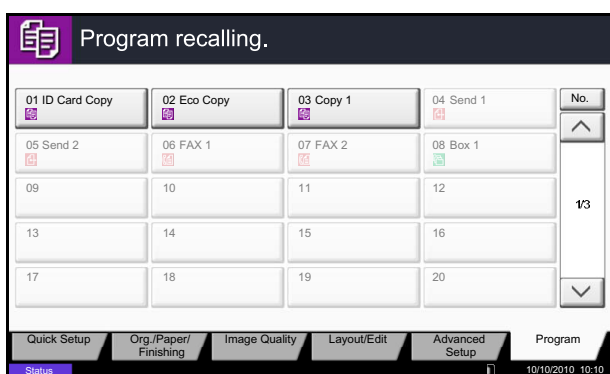 Program recalling.
01 ID Card Copy 02 Eco Copy 03 Copy 1 04 Send 1 No.
05 Send 2 06 FAX 1 07 FAX 2 08 Box 1
09 10 11 12
1/3
13 14 15 16
17 18 19 20
Quick Setup Org./Paper/ Finishing Image Quality Layout/Edit Advanced Setup Program
Status 10/10/2010 10:10